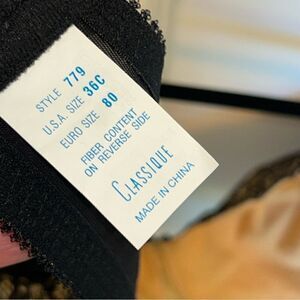 STYLE 779
U.S.A. SIZE 36C
EURO SIZE 80
FIBER CONTENT
ON REVERSE SIDE
CLASSIQUE
MADE IN CHINA